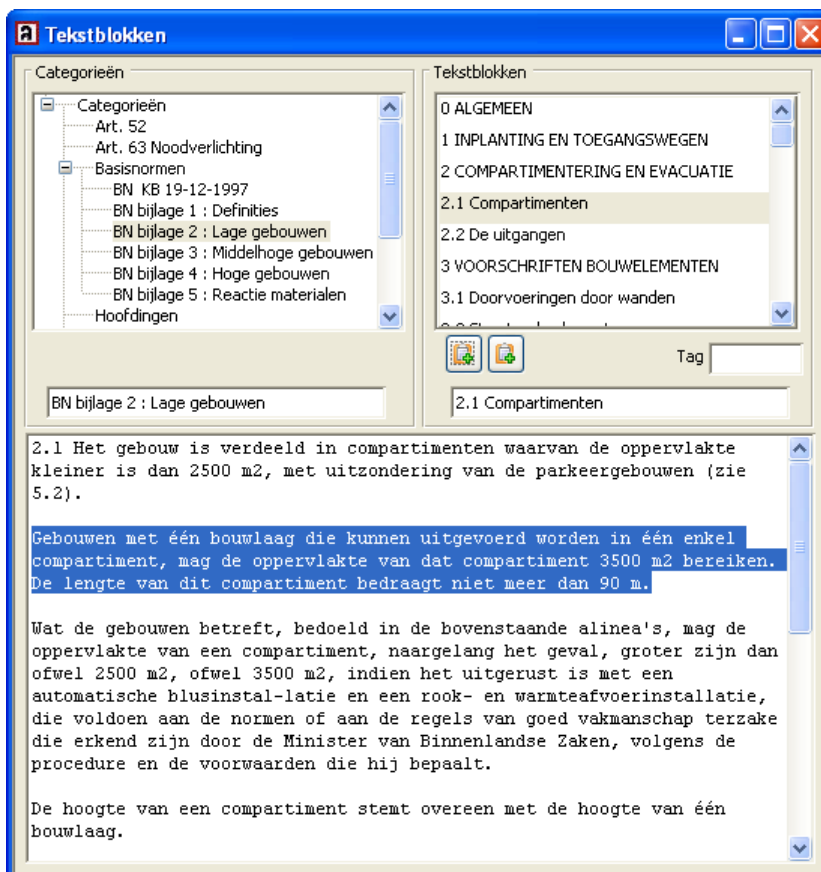 a Tekstblokken
Categorieën
Categorieën
Art. 52
Art. 63 Noodverlichting
Basisnormen
BN KB 19-12-1997
BN bijlage 1 : Definities
BN bijlage 2 : Lage gebouwen
BN bijlage 3 : Middelhoge gebouwen
BN bijlage 4 : Hoge gebouwen
BN bijlage 5 : Reactie materialen
Hoofdingen
BN bijlage 2 : Lage gebouwen
Tekstblokken
0 ALGEMEEN
1 INPLANTING EN TOEGANGSWEGEN
2 COMPARTIMENTERING EN EVACUATIE
2.1 Compartimenten
2.2 De uitgangen
3 VOORSCHRIFTEN BOUWELEMENTEN
3.1 Doorvoeringen door wanden
Tag
2.1 Compartimenten
2.1 Het gebouw is verdeeld in compartimenten waarvan de oppervlakte
kleiner is dan 2500 m2, met uitzondering van de parkeergebouwen (zie
5.2).
Gebouwen met één bouwlaag die kunnen uitgevoerd worden in één enkel
compartiment, mag de oppervlakte van dat compartiment 3500 m2 bereiken.
De lengte van dit compartiment bedraagt niet meer dan 90 m.
Wat de gebouwen betreft, bedoeld in de bovenstaande alinea's, mag de
oppervlakte van een compartiment, naargelang het geval, groter zijn dan
ofwel 2500 m2, ofwel 3500 m2, indien het uitgerust is met een
automatische blusinstal-latie en een rook- en warmteafvoerinstallatie,
die voldoen aan de normen of aan de regels van goed vakmanschap terzake
die erkend zijn door de Minister van Binnenlandse Zaken, volgens de
procedure en de voorwaarden die hij bepaalt.
De hoogte van een compartiment stemt overeen met de hoogte van één
bouwlaag.